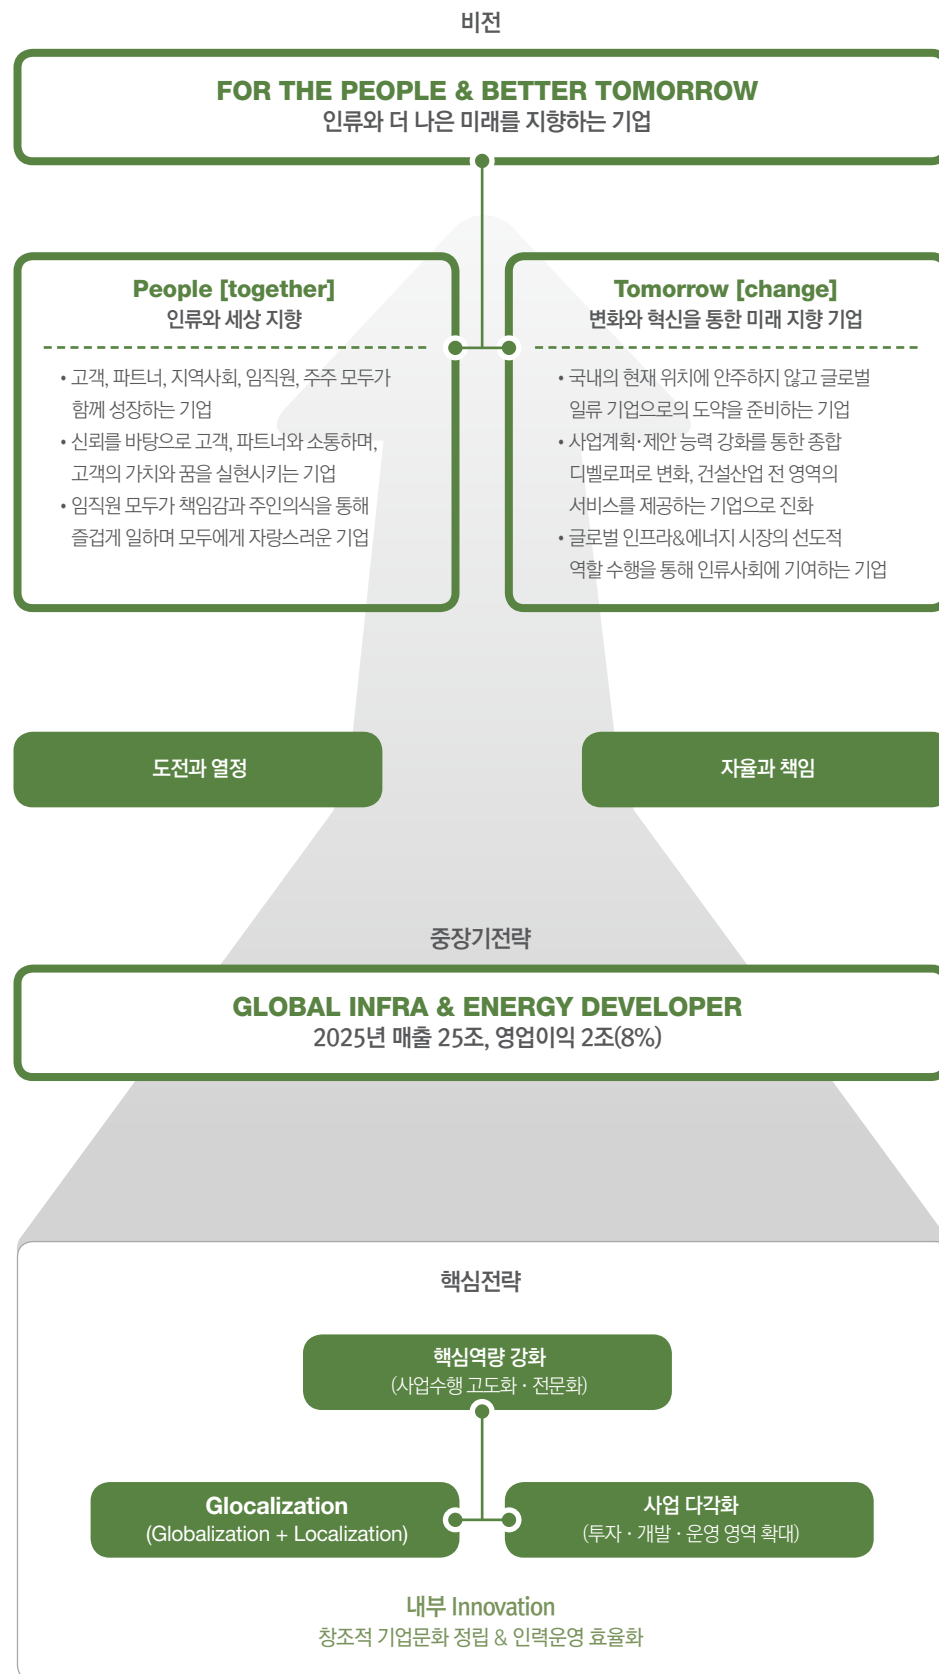 비전
FOR THE PEOPLE & BETTER TOMORROW
인류와 더 나은 미래를 지향하는 기업
People [together]
인류와 세상 지향
• 고객, 파트너, 지역사회, 임직원, 주주 모두가
함께 성장하는 기업
• 신뢰를 바탕으로 고객, 파트너와 소통하며,
고객의 가치와 꿈을 실현시키는 기업
• 임직원 모두가 책임감과 주인의식을 통해
즐겁게 일하며 모두에게 자랑스러운 기업
Tomorrow [change]
변화와 혁신을 통한 미래 지향 기업
• 국내의 현재 위치에 안주하지 않고 글로벌
일류 기업으로의 도약을 준비하는 기업
• 사업계획·제안 능력 강화를 통한 종합
디벨로퍼로 변화, 건설산업 전 영역의
서비스를 제공하는 기업으로 진화
• 글로벌 인프라&에너지 시장의 선도적
역할 수행을 통해 인류사회에 기여하는 기업
도전과 열정
자율과 책임
중장기전략
GLOBAL INFRA & ENERGY DEVELOPER
2025년 매출 25조, 영업이익 2조(8%)
핵심전략
핵심역량 강화
(사업수행 고도화 · 전문화)
Glocalization
(Globalization + Localization)
사업 다각화
(투자 · 개발 · 운영 영역 확대)
내부 Innovation
창조적 기업문화 정립 & 인력운영 효율화